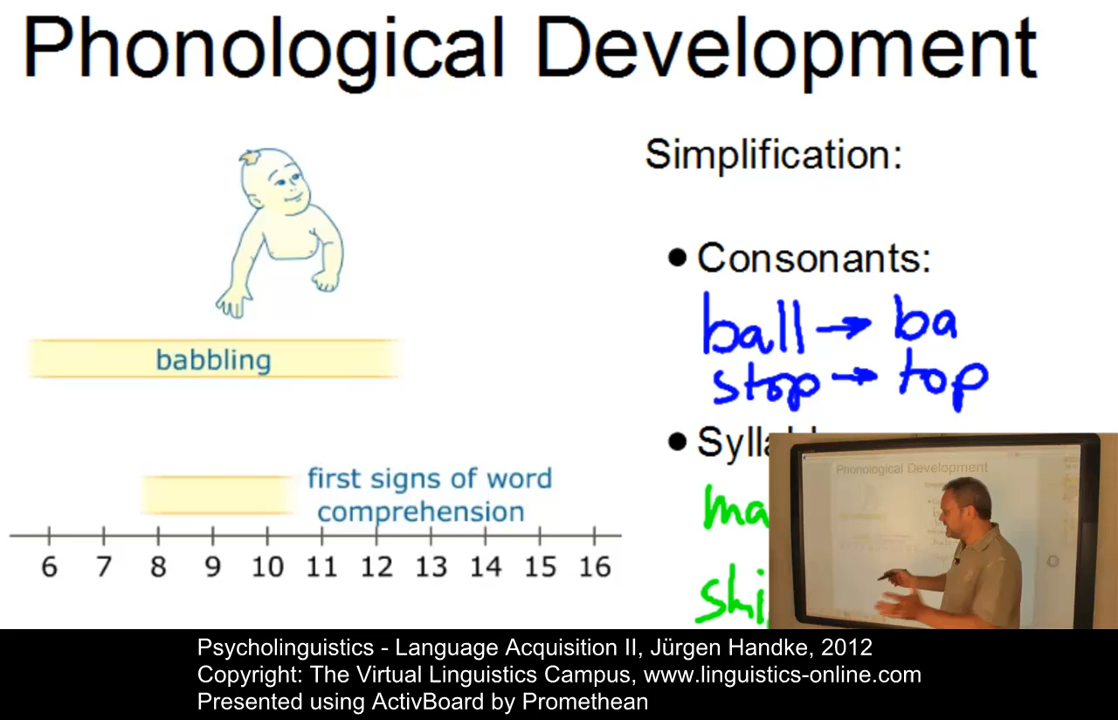 Phonological Development
Simplification:
• Consonants:
ball → ba
stop → top
babbling
first signs of word
comprehension
6 7 8 9 10 11 12 13 14 15 16
Phonological Development
Psycholinguistics - Language Acquisition II, Jürgen Handke, 2012
Copyright: The Virtual Linguistics Campus, www.linguistics-online.com
Presented using ActivBoard by Promethean